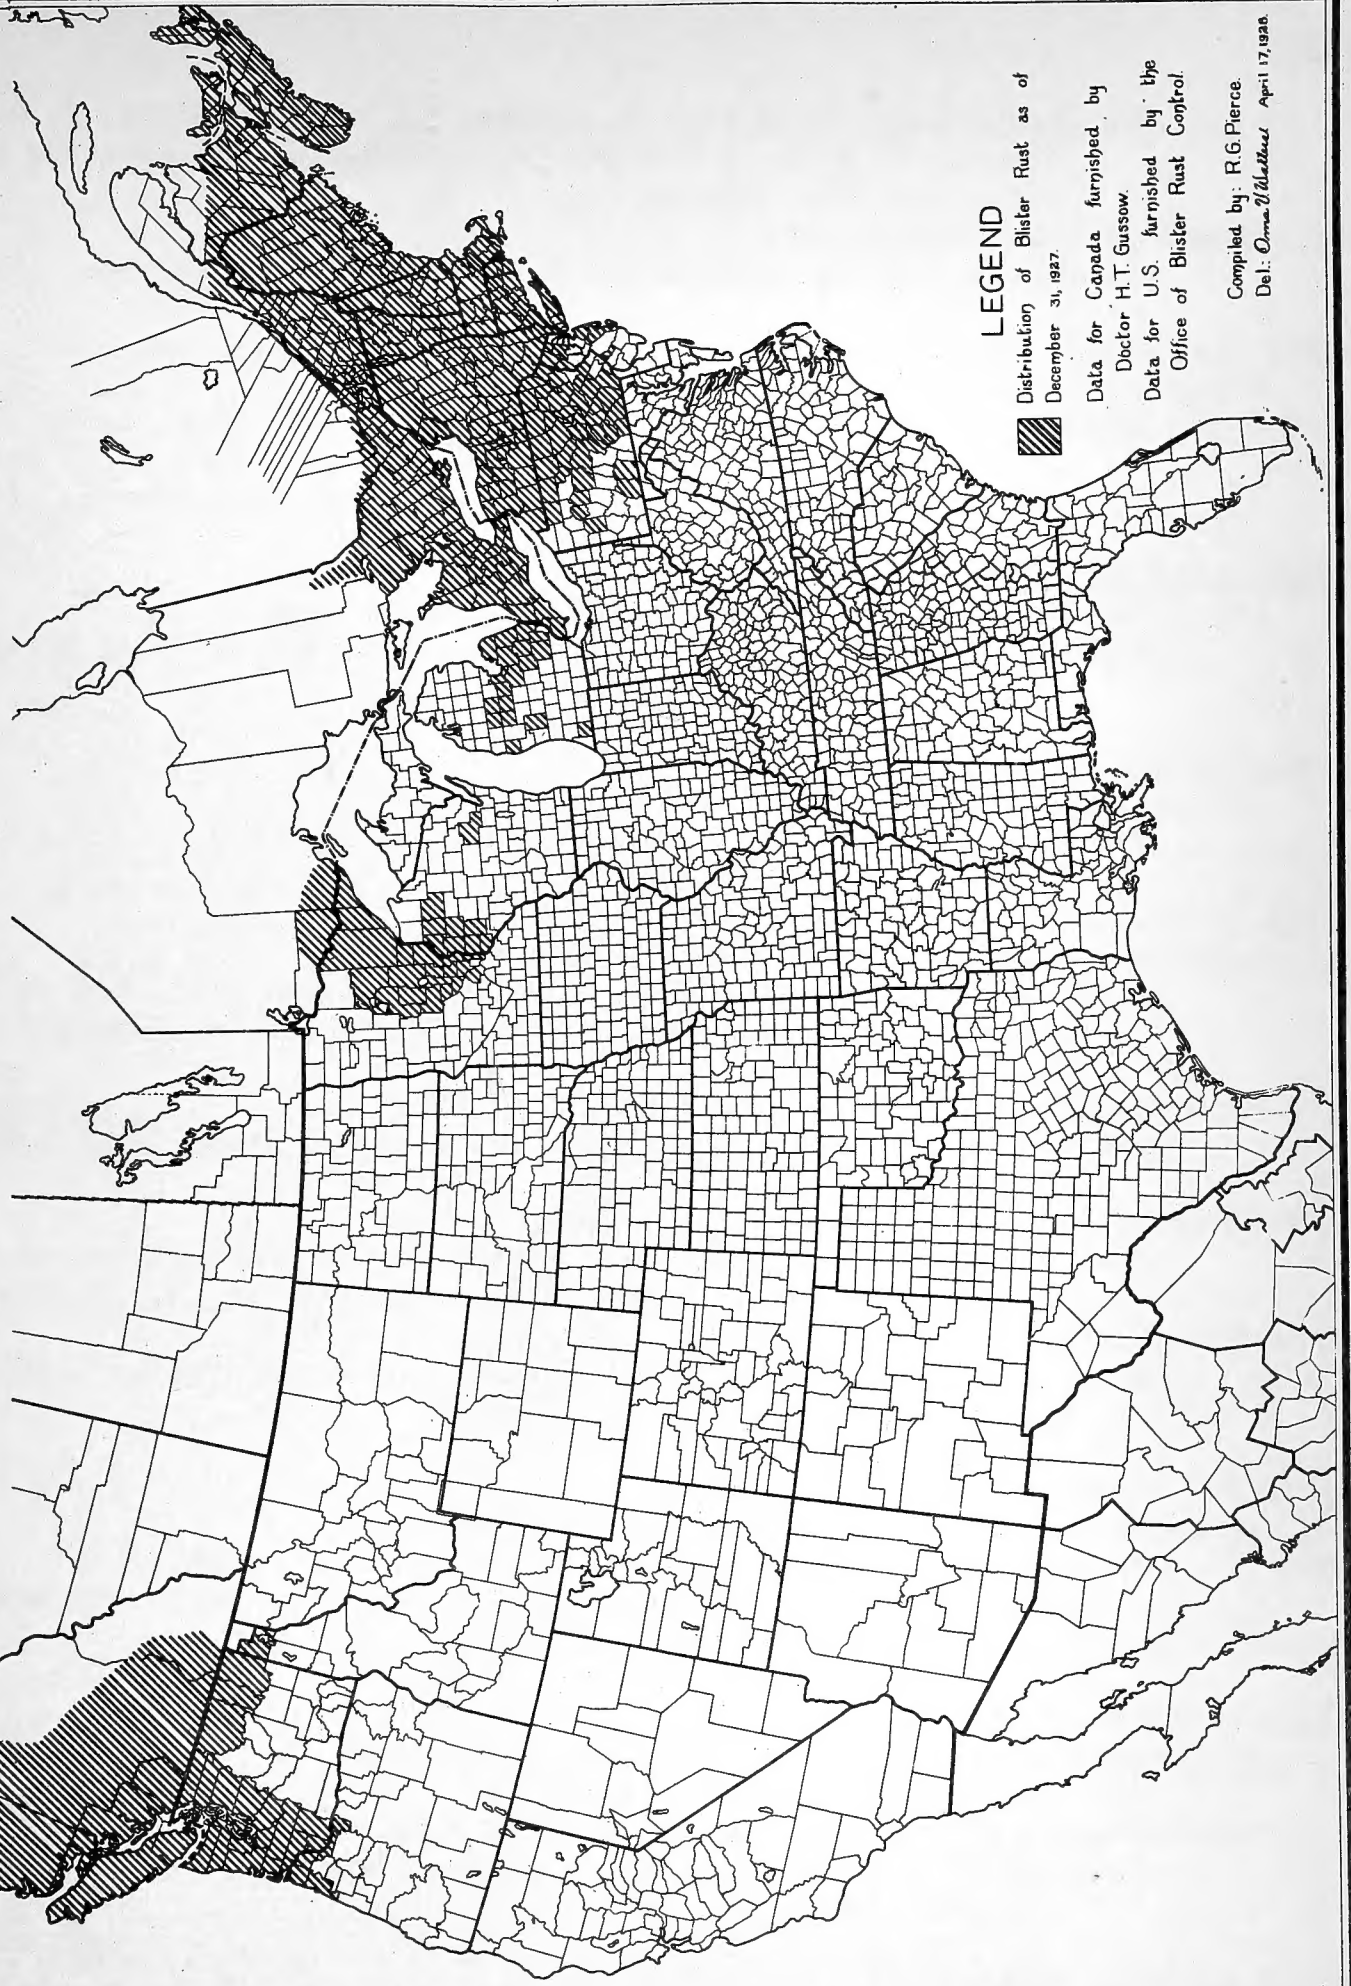 LEGEND
Distribution of Blister Rust as of
December 31, 1927.
Data for Canada furnished by
Doctor H.T. Gussow.
Data for U.S. furnished by the
Office of Blister Rust Control.
Compiled by: R.G. Pierce.
Del.: April 17, 1928.